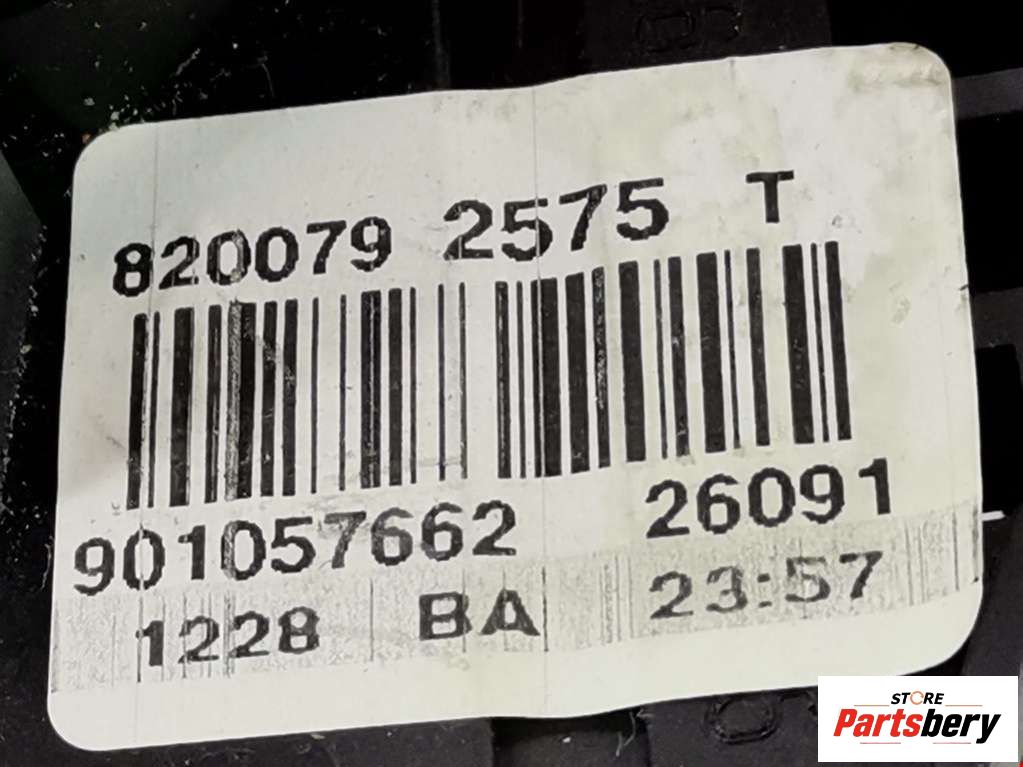 820079 2575 T
901057662 26091
1228 BA 23:57
STORE
Partsbery